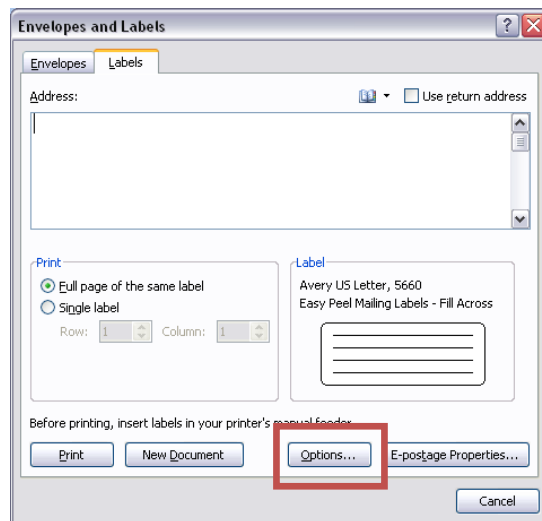 Envelopes and Labels
Envelopes Labels
Address: Use return address
Print
Full page of the same label
Single label
Row: 1 Column: 1
Label
Avery US Letter, 5660
Easy Peel Mailing Labels - Fill Across
Before printing, insert labels in your printer's manual feeder.
Print New Document Options... E-postage Properties...
Cancel